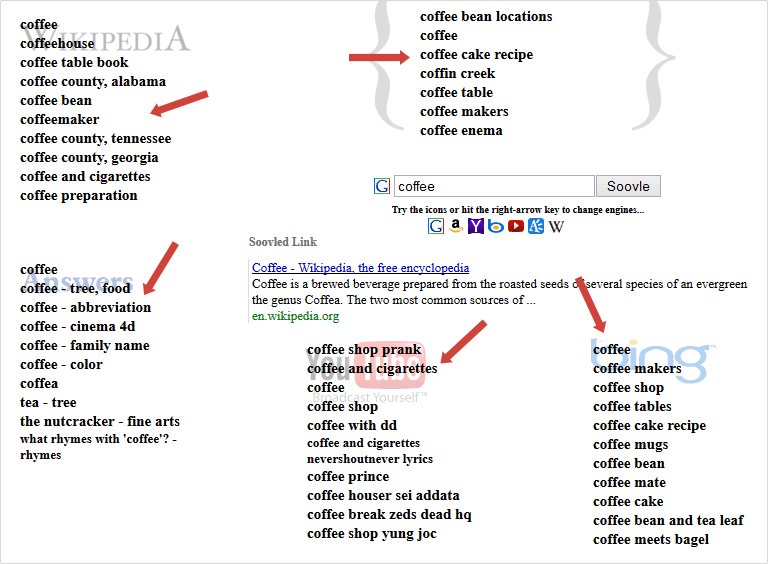 WIKIPEDIA
coffee
coffeehouse
coffee table book
coffee county, alabama
coffee bean
coffeemaker
coffee county, tennessee
coffee county, georgia
coffee and cigarettes
coffee preparation
{ }
coffee bean locations
coffee
coffee cake recipe
coffin creek
coffee table
coffee makers
coffee enema
G coffee Soovle
Try the icons or hit the right-arrow key to change engines...
G a Y b W
Soovled Link
Coffee - Wikipedia, the free encyclopedia
Coffee is a brewed beverage prepared from the roasted seeds of several species of an evergreen
the genus Coffea. The two most common sources of ...
en.wikipedia.org
Answers
coffee
coffee - tree, food
coffee - abbreviation
coffee - cinema 4d
coffee - family name
coffee - color
coffea
tea - tree
the nutcracker - fine arts
what rhymes with 'coffee'? -
rhymes
YouTube
Broadcast Yourself™
coffee shop prank
coffee and cigarettes
coffee
coffee shop
coffee with dd
coffee and cigarettes
nevershoutnever lyrics
coffee prince
coffee houser sei addata
coffee break zeds dead hq
coffee shop yung joc
bing™
coffee
coffee makers
coffee shop
coffee tables
coffee cake recipe
coffee mugs
coffee bean
coffee mate
coffee cake
coffee bean and tea leaf
coffee meets bagel